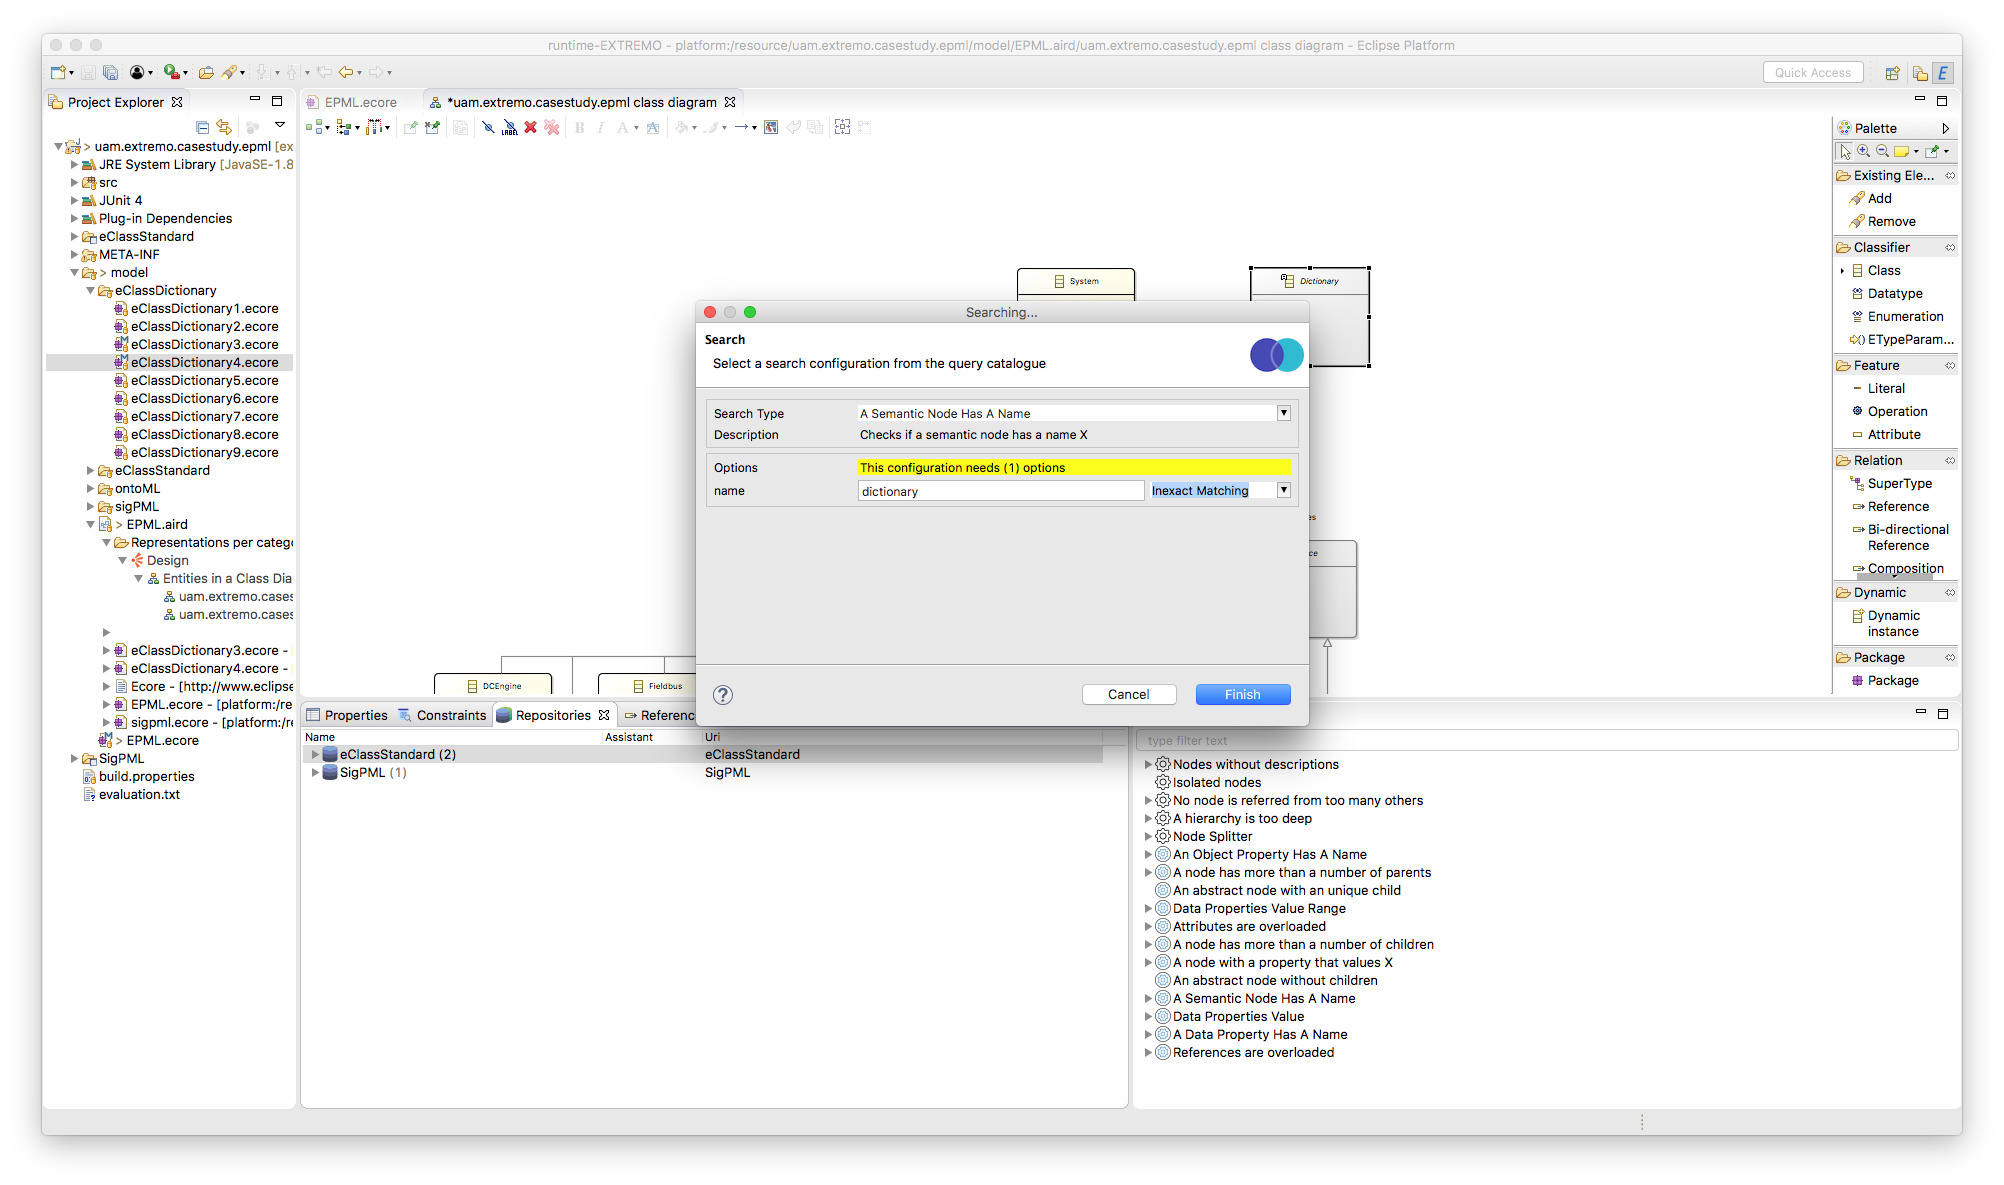 runtime-EXTREMO - platform:/resource/uam.extremo.casestudy.epml/model/EPML.aird/uam.extremo.casestudy.epml class diagram - Eclipse Platform
Quick Access
E
Project Explorer
EPML.ecore
*uam.extremo.casestudy.epml class diagram
> uam.extremo.casestudy.epml [ex
JRE System Library [JavaSE-1.8
src
JUnit 4
Plug-in Dependencies
eClassStandard
META-INF
> model
eClassDictionary
eClassDictionary1.ecore
eClassDictionary2.ecore
eClassDictionary3.ecore
eClassDictionary4.ecore
eClassDictionary5.ecore
eClassDictionary6.ecore
eClassDictionary7.ecore
eClassDictionary8.ecore
eClassDictionary9.ecore
eClassStandard
ontoML
sigPML
> EPML.aird
Representations per catego
Design
Entities in a Class Dia
uam.extremo.cases
uam.extremo.cases
eClassDictionary3.ecore -
eClassDictionary4.ecore -
Ecore - [http://www.eclipse
EPML.ecore - [platform:/re
sigpml.ecore - [platform:/re
> EPML.ecore
SigPML
build.properties
evaluation.txt
LABEL
B I A A
System
Dictionary
es
ce
DCEngine
Fieldbus
Searching...
Search
Select a search configuration from the query catalogue
Search Type A Semantic Node Has A Name
Description Checks if a semantic node has a name X
Options This configuration needs (1) options
name dictionary Inexact Matching
?
Cancel
Finish
Palette
Existing Ele...
Add
Remove
Classifier
Class
Datatype
Enumeration
ETypeParam...
Feature
Literal
Operation
Attribute
Relation
SuperType
Reference
Bi-directional
Reference
Composition
Dynamic
Dynamic
instance
Package
Package
Properties
Constraints
Repositories
Referenc
Name Assistant Uri
eClassStandard (2) eClassStandard
SigPML (1) SigPML
type filter text
Nodes without descriptions
Isolated nodes
No node is referred from too many others
A hierarchy is too deep
Node Splitter
An Object Property Has A Name
A node has more than a number of parents
An abstract node with an unique child
Data Properties Value Range
Attributes are overloaded
A node has more than a number of children
A node with a property that values X
An abstract node without children
A Semantic Node Has A Name
Data Properties Value
A Data Property Has A Name
References are overloaded